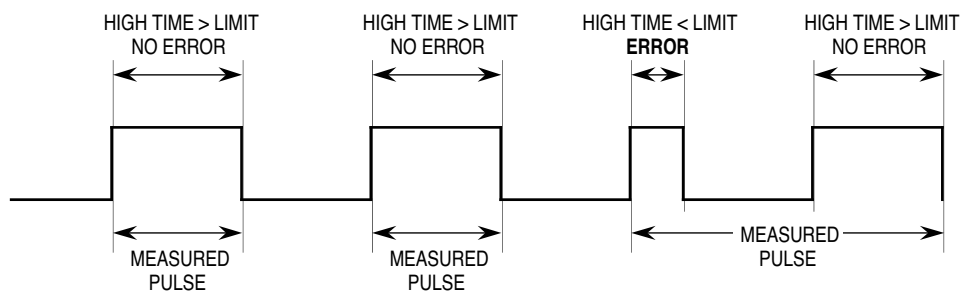 HIGH TIME > LIMIT
NO ERROR
HIGH TIME > LIMIT
NO ERROR
HIGH TIME < LIMIT
ERROR
HIGH TIME > LIMIT
NO ERROR
MEASURED
PULSE
MEASURED
PULSE
MEASURED
PULSE